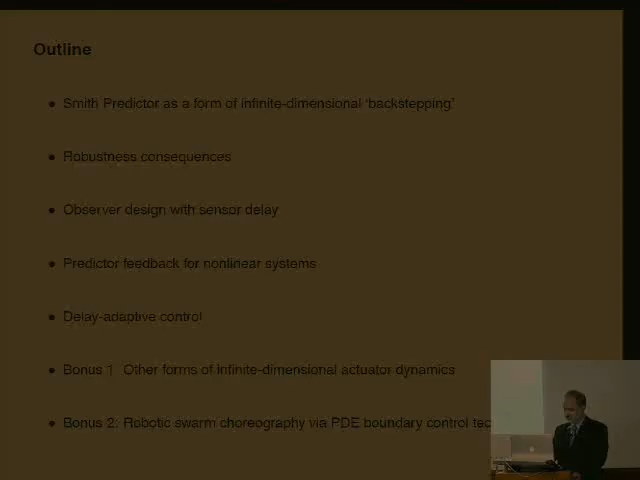 Outline
• Smith Predictor as a form of infinite-dimensional 'backstepping'
• Robustness consequences
• Observer design with sensor delay
• Predictor feedback for nonlinear systems
• Delay-adaptive control
• Bonus 1: Other forms of infinite-dimensional actuator dynamics
• Bonus 2: Robotic swarm choreography via PDE boundary control tec